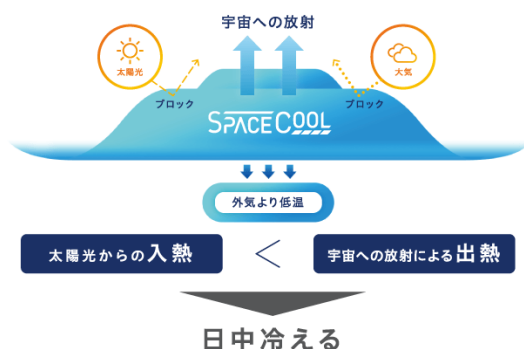 宇宙への放射
太陽光
大気
ブロック
ブロック
SPACECOOL
外気より低温
太陽光からの入熱
＜
宇宙への放射による出熱
日中冷える